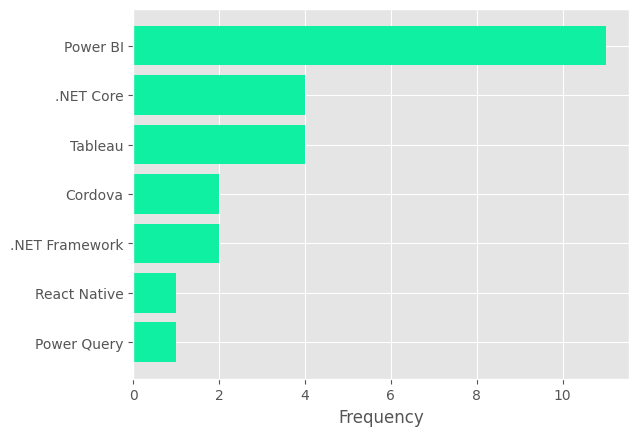 Power BI
.NET Core
Tableau
Cordova
.NET Framework
React Native
Power Query
0 2 4 6 8 10
Frequency